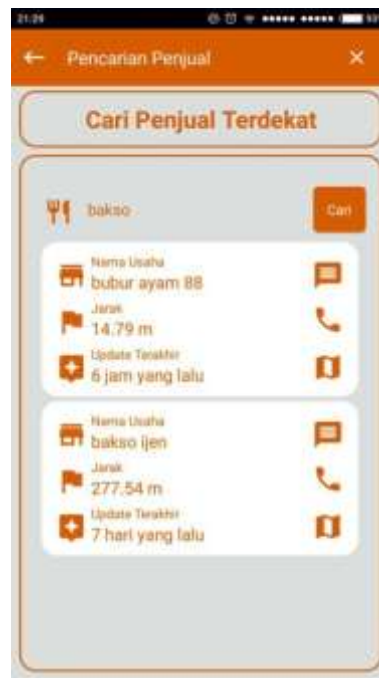 21:29
Pencarian Penjual
Cari Penjual Terdekat
bakso
Cari
Nama Usaha
bubur ayam 88
Jarak
14.79 m
Update Terakhir
6 jam yang lalu
Nama Usaha
bakso ijen
Jarak
277.54 m
Update Terakhir
7 hari yang lalu